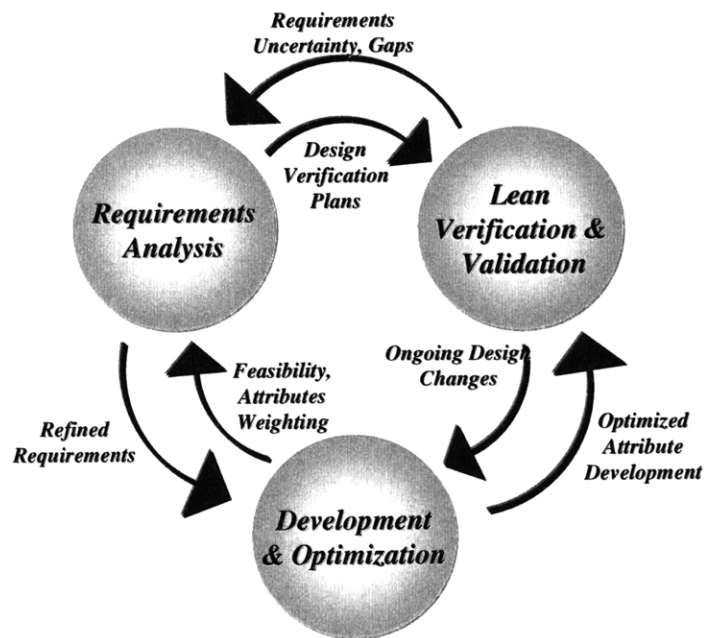 Requirements
Uncertainty, Gaps
Design
Verification
Plans
Requirements
Analysis
Lean
Verification &
Validation
Ongoing Design
Changes
Feasibility,
Attributes
Weighting
Refined
Requirements
Optimized
Attribute
Development
Development
& Optimization